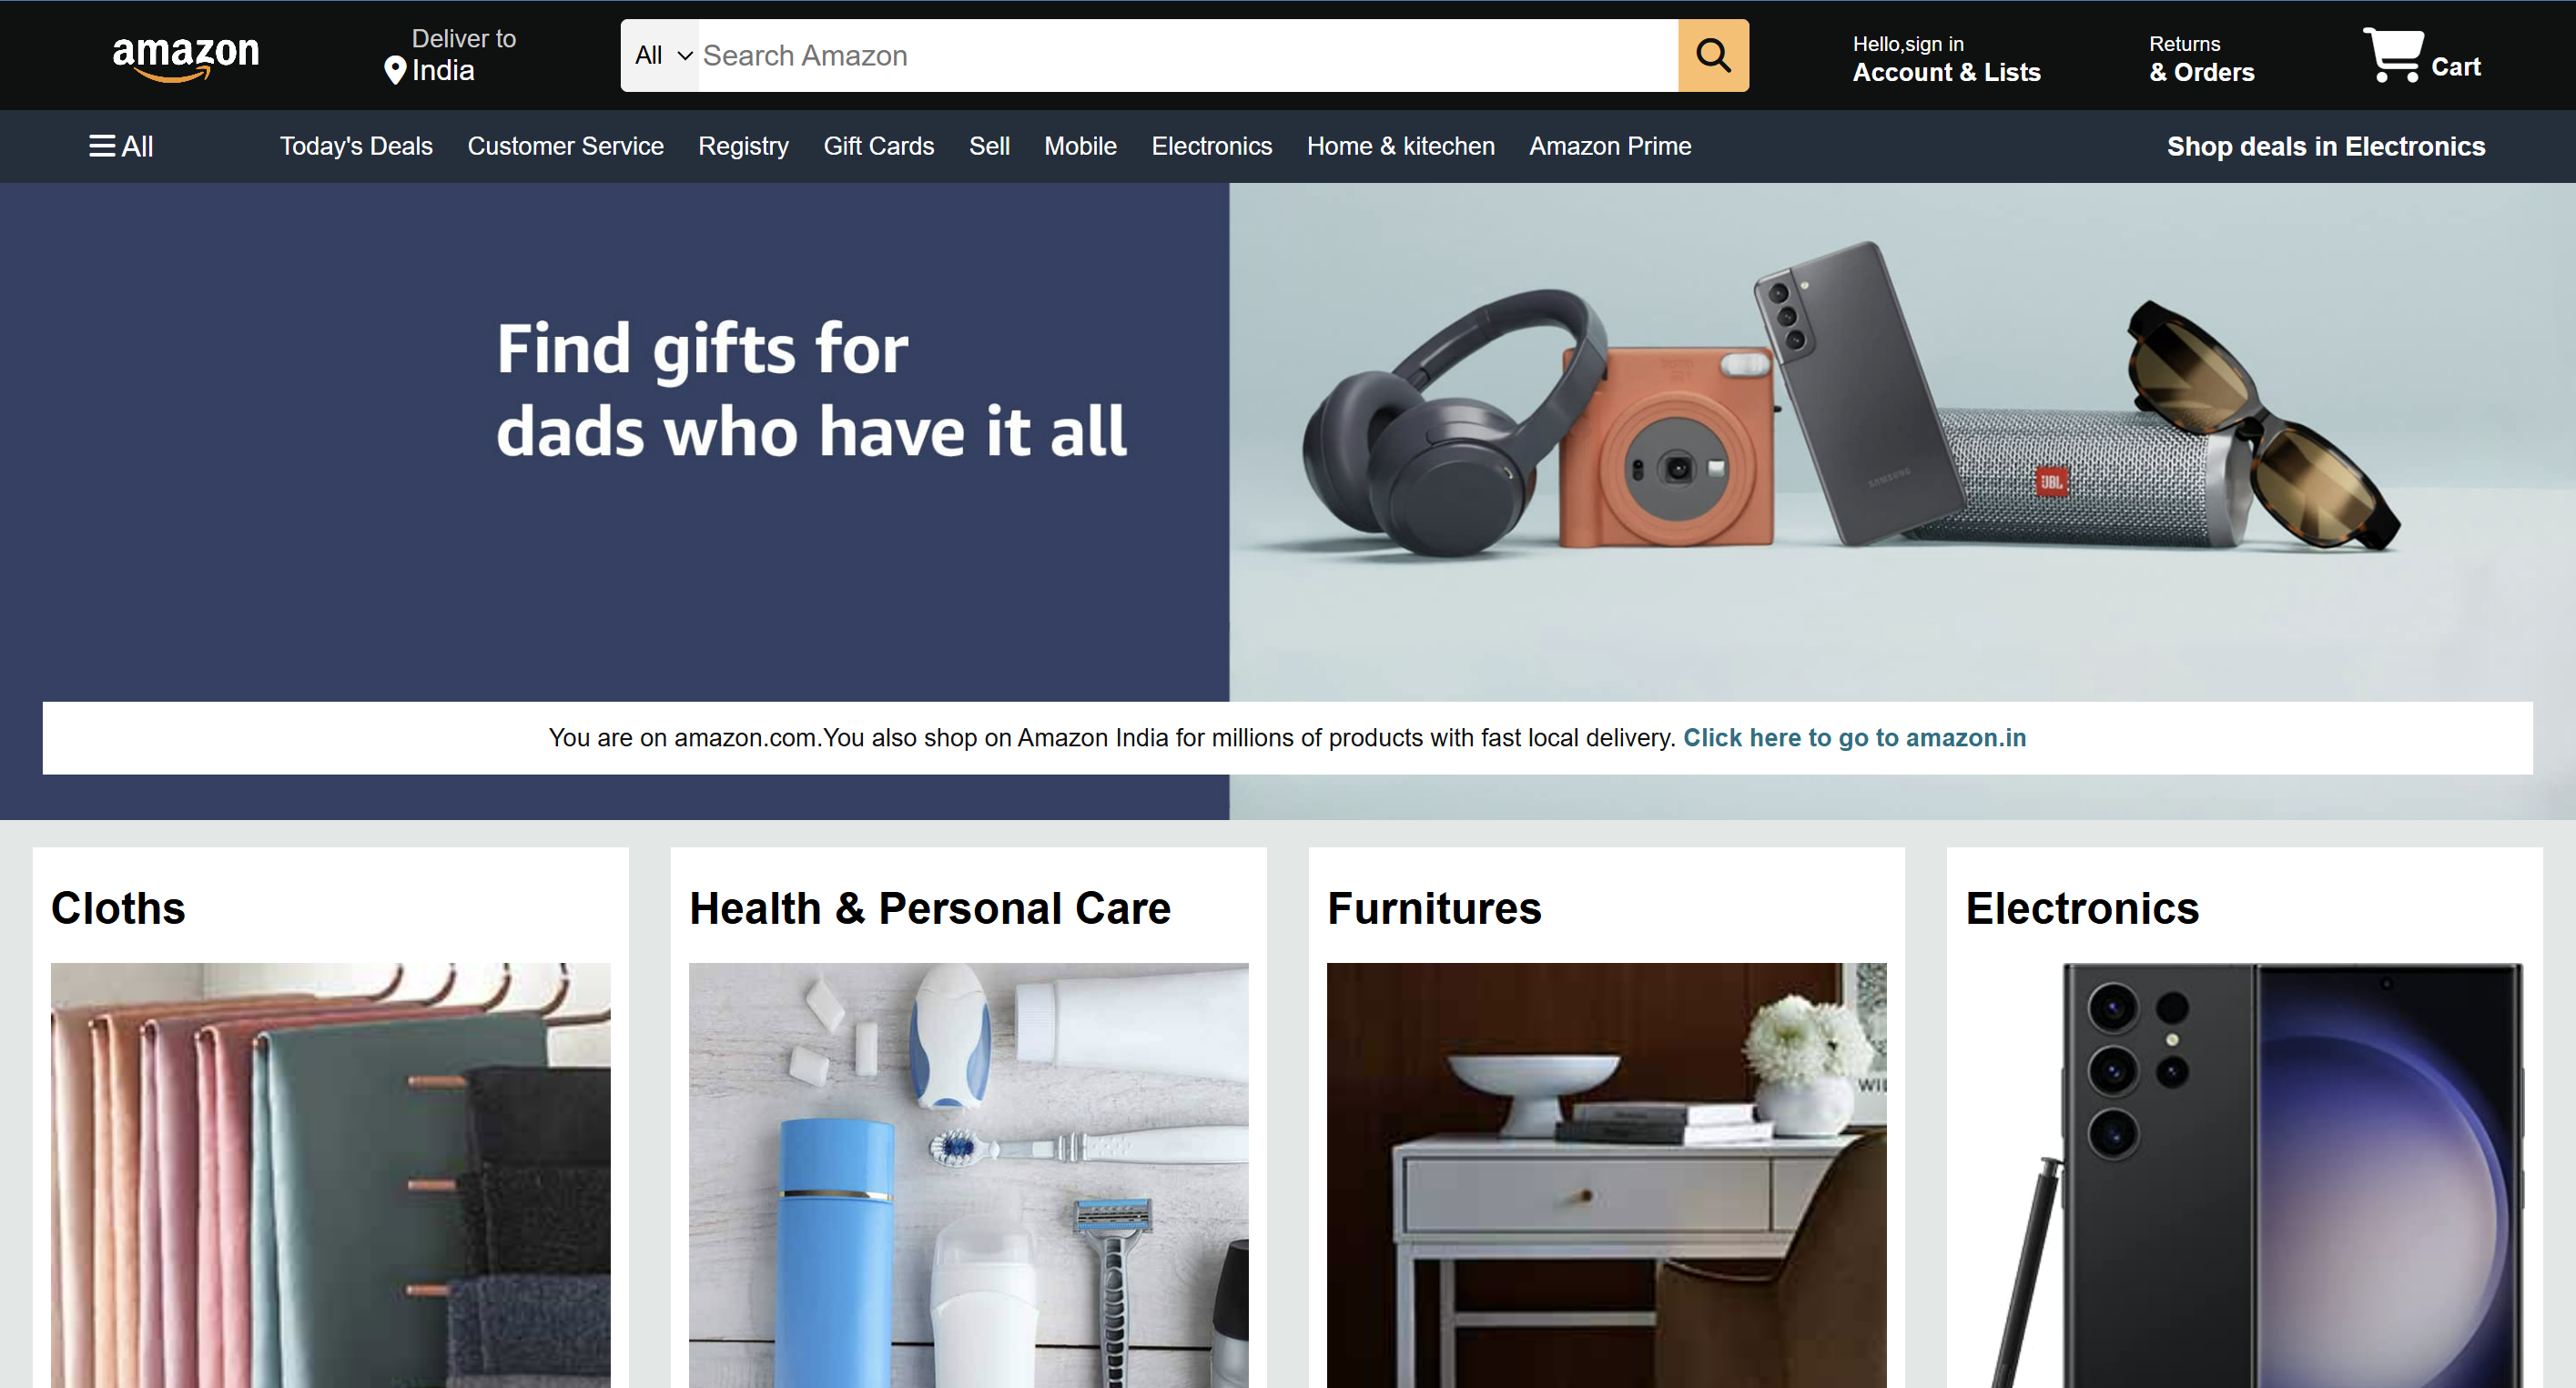 amazon
Deliver to
India
All
Search Amazon
Hello,sign in
Account & Lists
Returns
& Orders
Cart
All
Today's Deals
Customer Service
Registry
Gift Cards
Sell
Mobile
Electronics
Home & kitechen
Amazon Prime
Shop deals in Electronics
Find gifts for
dads who have it all
SAMSUNG
JBL
You are on amazon.com.You also shop on Amazon India for millions of products with fast local delivery. Click here to go to amazon.in
Cloths
Health & Personal Care
Furnitures
Electronics